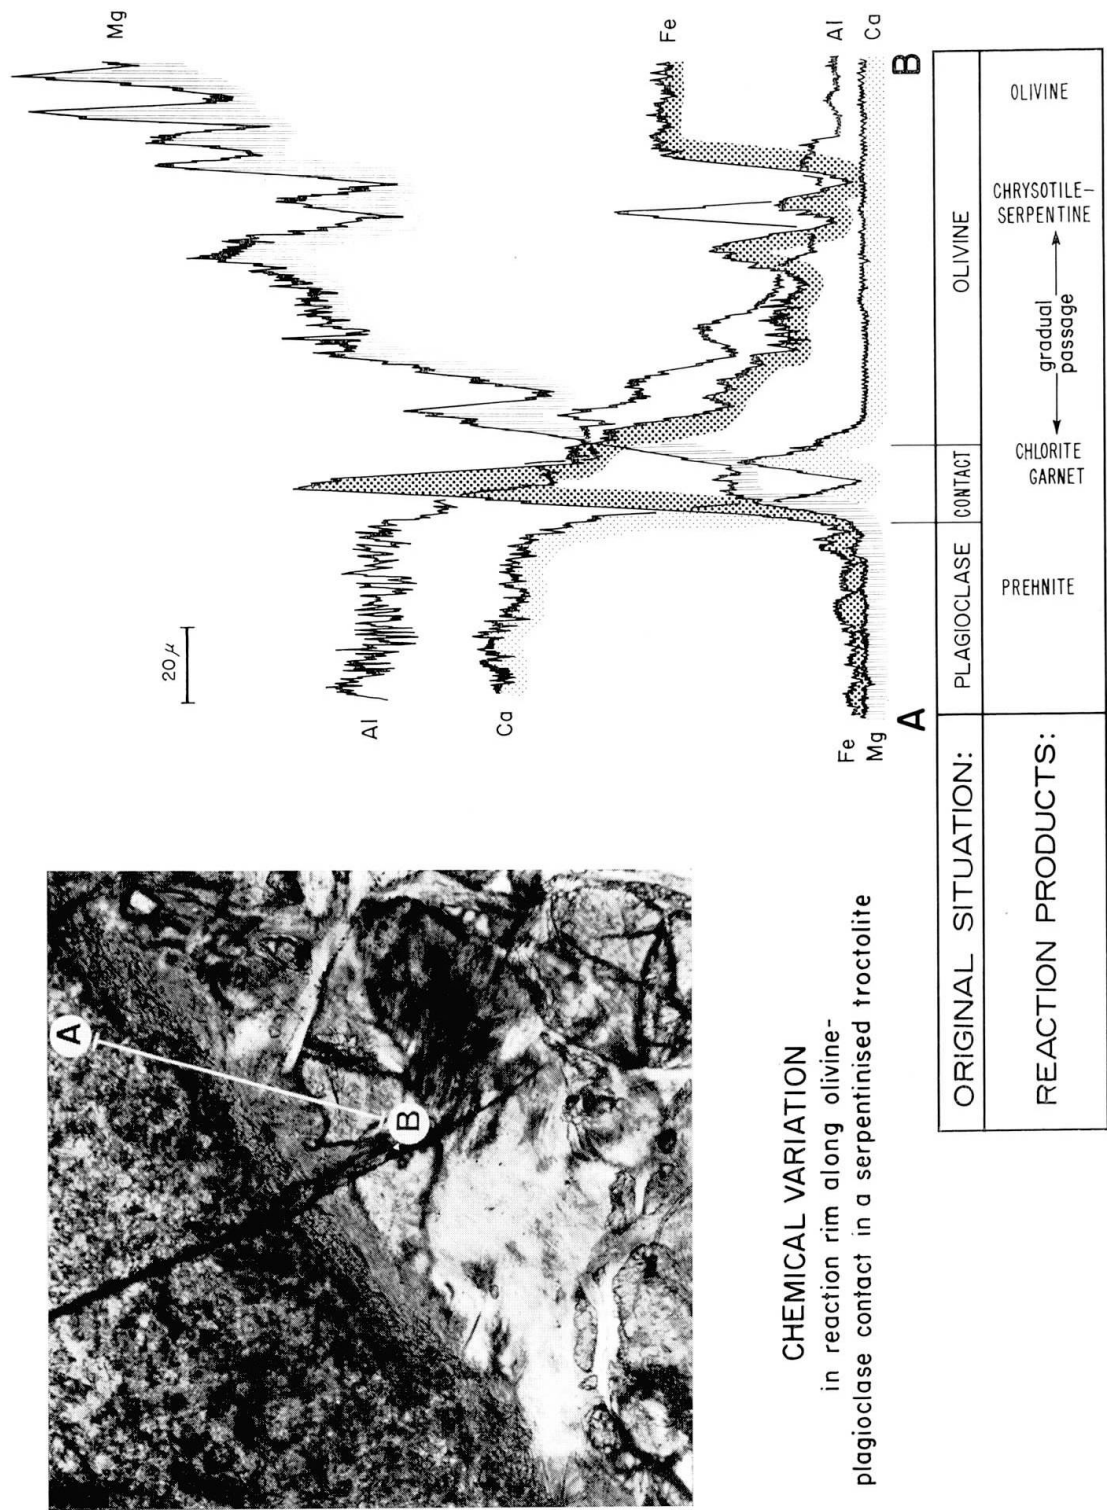 A
B
CHEMICAL VARIATION
in reaction rim along olivine-
plagioclase contact in a serpentinised troctolite
20 μ
Al
Ca
Fe
Mg
Mg
Fe
Al
Ca
A
B
ORIGINAL SITUATION:
PLAGIOCLASE
CONTACT
OLIVINE
REACTION PRODUCTS:
PREHNITE
CHLORITE
GARNET
gradual
passage
CHRYSOTILE-
SERPENTINE
OLIVINE